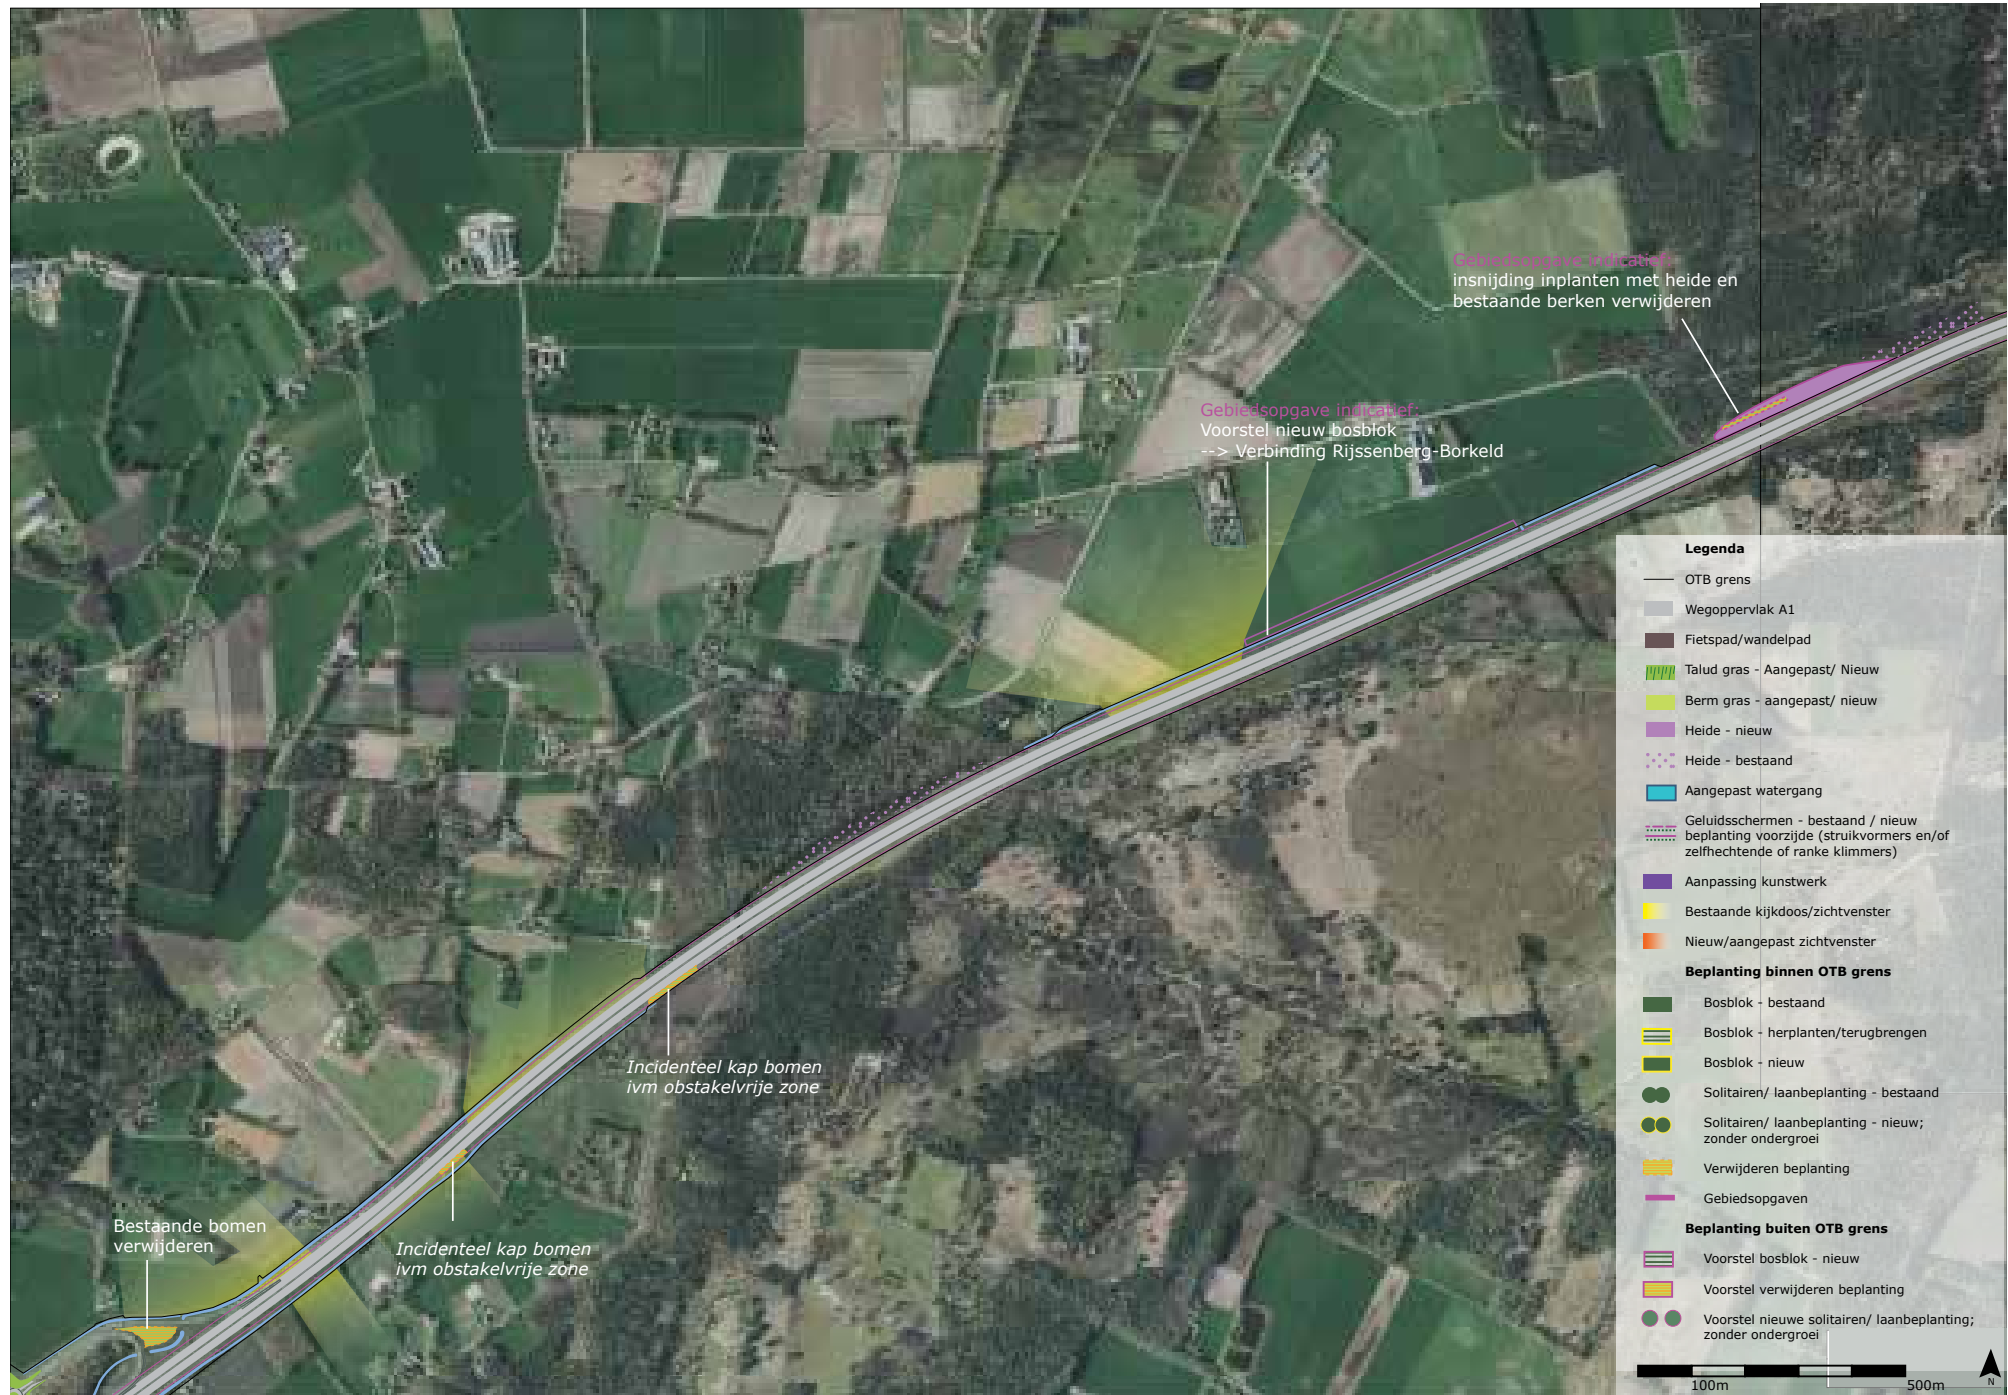 Gebiedsopgave indicatief:
insnijding inplanten met heide en
bestaande berken verwijderen
Gebiedsopgave indicatief:
Voorstel nieuw bosblok
--> Verbinding Rijssenberg-Borkeld
Incidenteel kap bomen
ivm obstakelvrije zone
Bestaande bomen
verwijderen
Incidenteel kap bomen
ivm obstakelvrije zone
Legenda
OTB grens
Wegoppervlak A1
Fietspad/wandelpad
Talud gras - Aangepast/ Nieuw
Berm gras - aangepast/ nieuw
Heide - nieuw
Heide - bestaand
Aangepast watergang
Geluidsschermen - bestaand / nieuw
beplanting voorzijde (struikvormers en/of
zelfhechtende of ranke klimmers)
Aanpassing kunstwerk
Bestaande kijkdoos/zichtvenster
Nieuw/aangepast zichtvenster
Beplanting binnen OTB grens
Bosblok - bestaand
Bosblok - herplanten/terugbrengen
Bosblok - nieuw
Solitairen/ laanbeplanting - bestaand
Solitairen/ laanbeplanting - nieuw;
zonder ondergroei
Verwijderen beplanting
Gebiedsopgaven
Beplanting buiten OTB grens
Voorstel bosblok - nieuw
Voorstel verwijderen beplanting
Voorstel nieuwe solitairen/ laanbeplanting;
zonder ondergroei
100m 500m
N